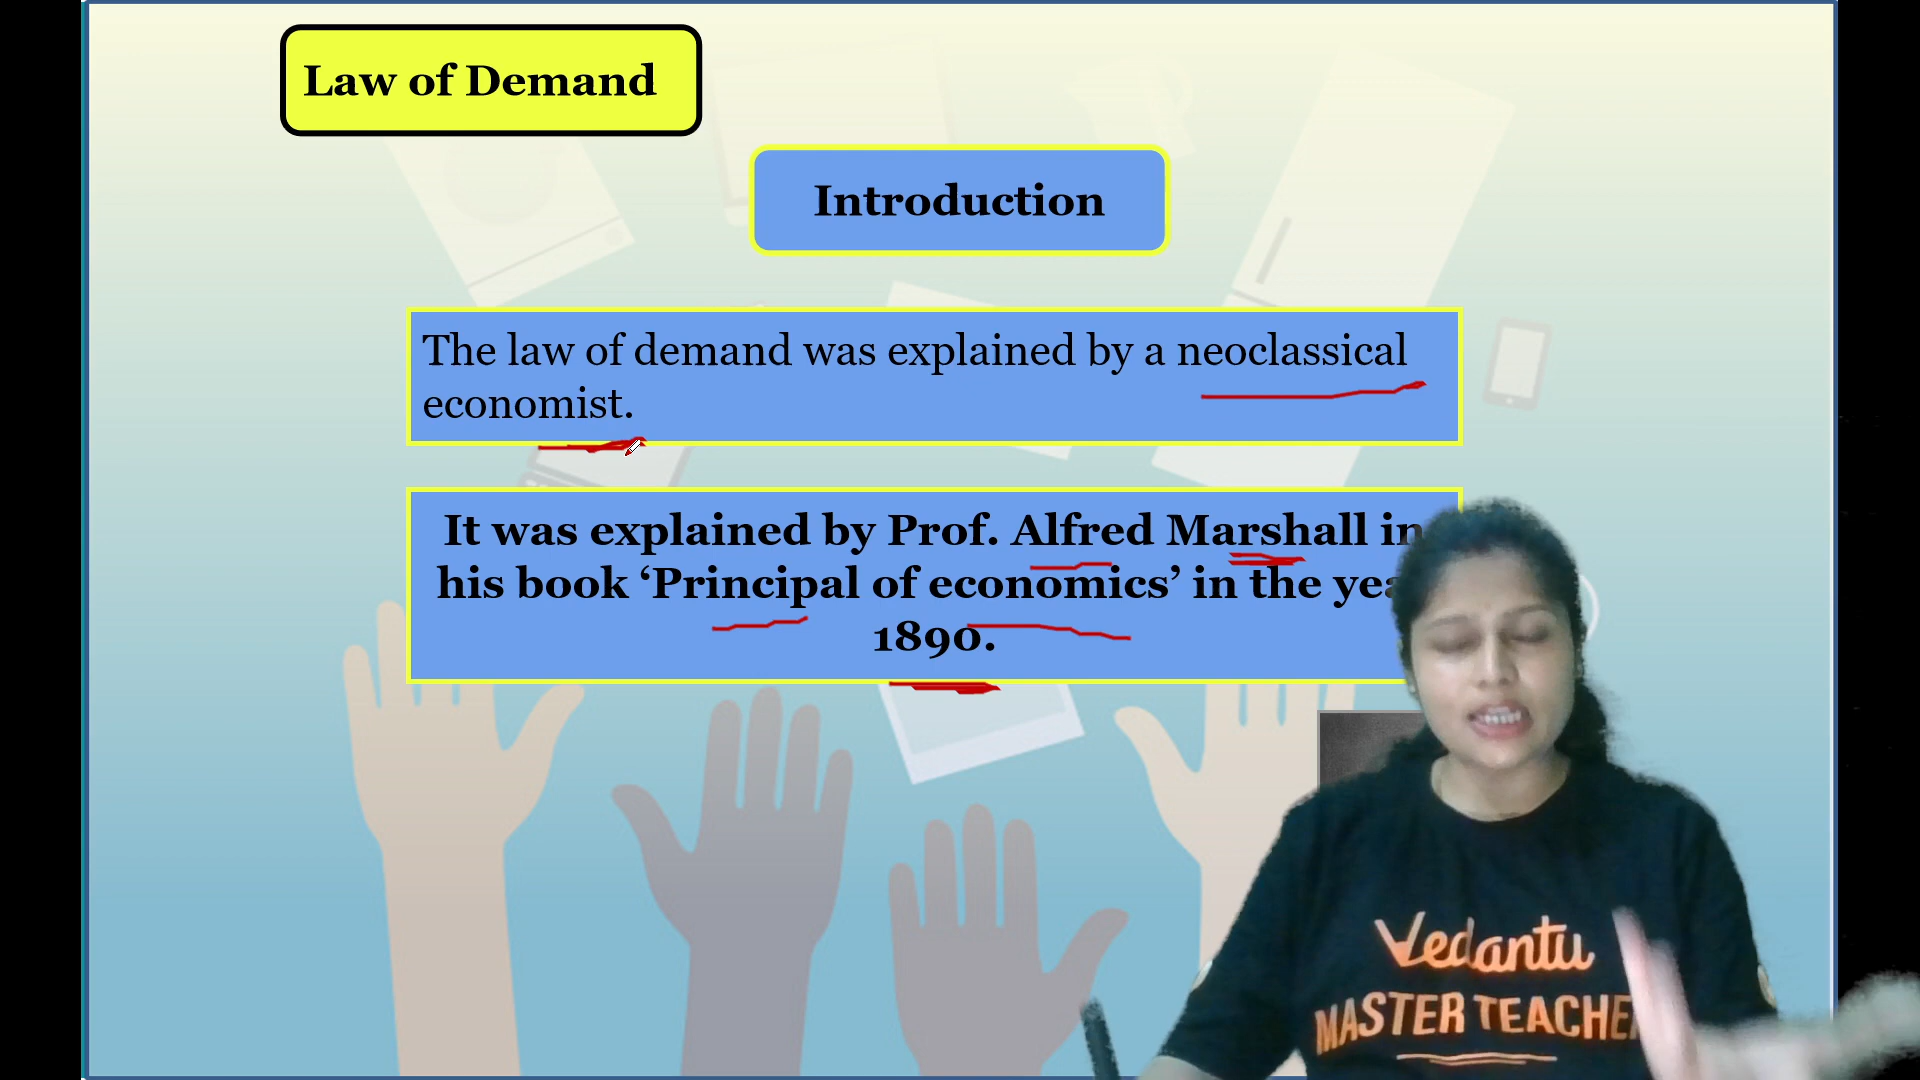 Law of Demand
Introduction
The law of demand was explained by a neoclassical
economist.
It was explained by Prof. Alfred Marshall in
his book ‘Principal of economics’ in the yea
1890.
Vedantu
MASTER TEACHE